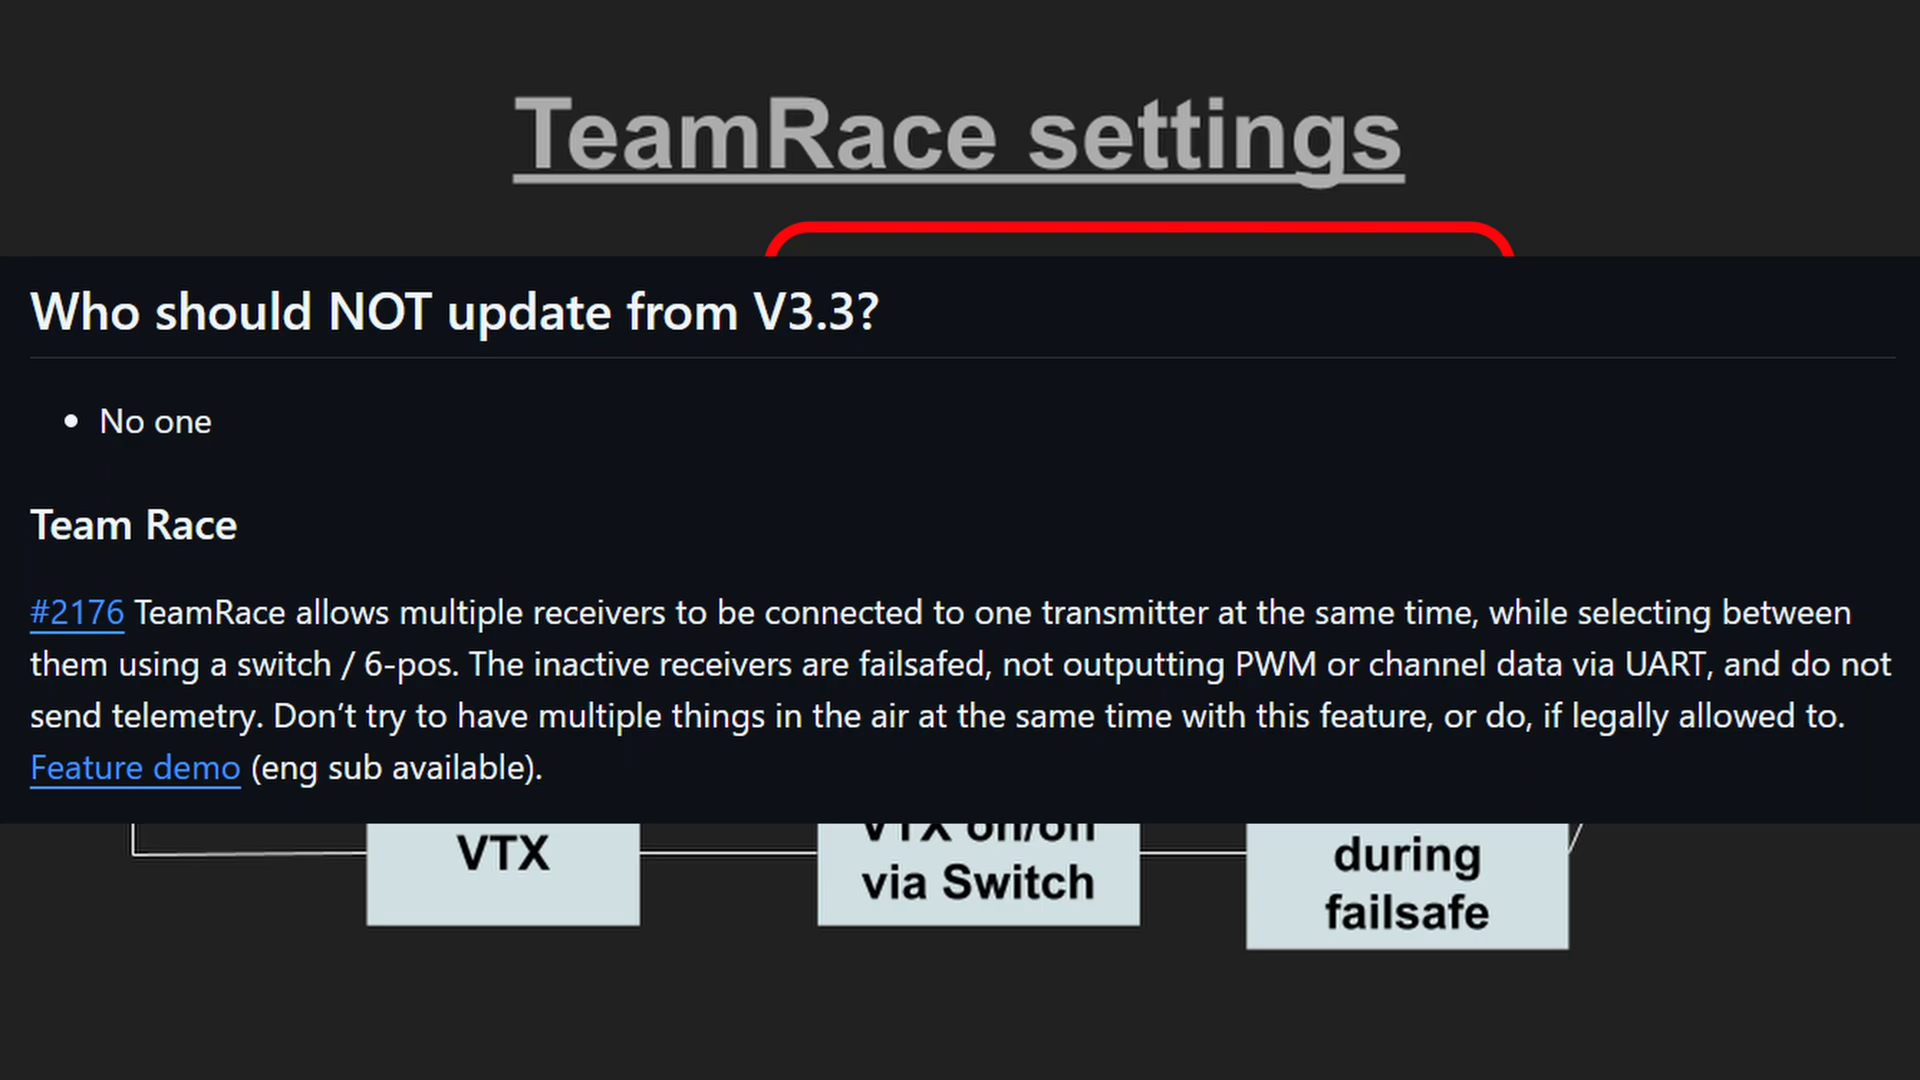 TeamRace settings
Who should NOT update from V3.3?
• No one
Team Race
#2176 TeamRace allows multiple receivers to be connected to one transmitter at the same time, while selecting between
them using a switch / 6-pos. The inactive receivers are failsafed, not outputting PWM or channel data via UART, and do not
send telemetry. Don’t try to have multiple things in the air at the same time with this feature, or do, if legally allowed to.
Feature demo (eng sub available).
VTX
VTX on/off
via Switch
during
failsafe